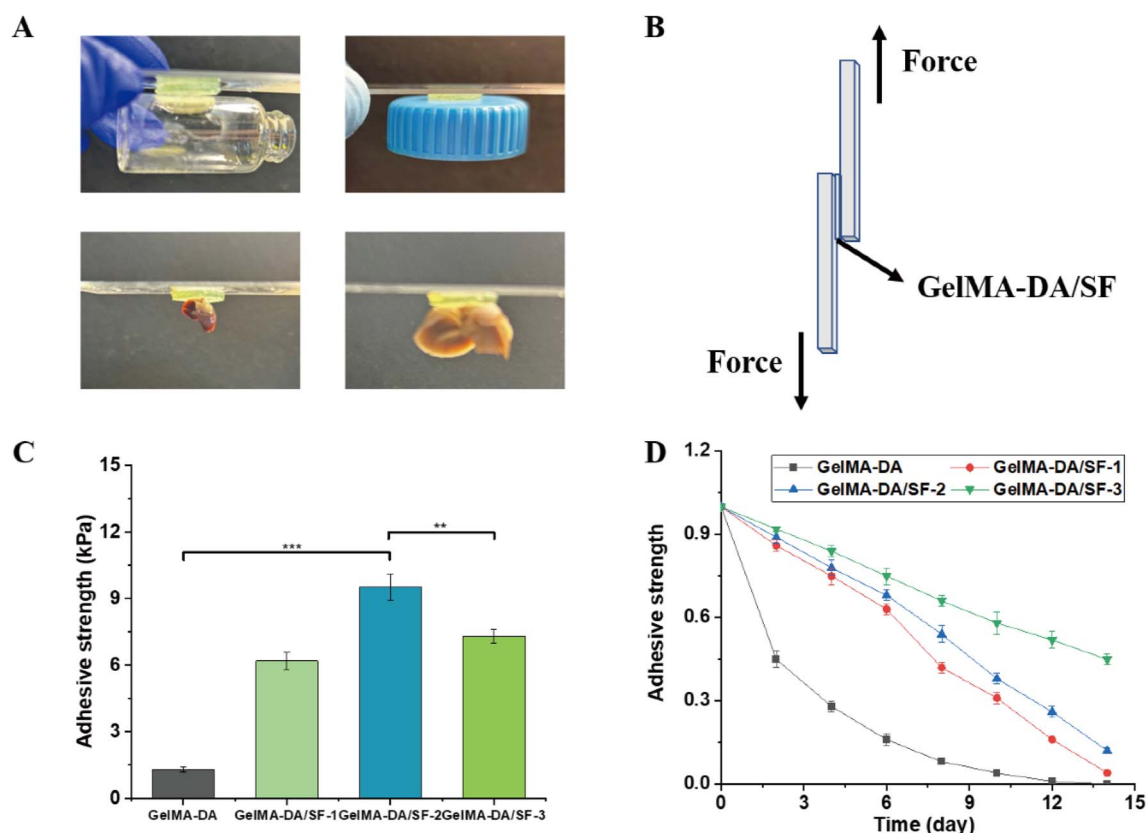 A
B
Force
GelMA-DA/SF
Force
C
Adhesive strength (kPa)
15
12
9
6
3
0
***
**
GelMA-DA
GelMA-DA/SF-1
GelMA-DA/SF-2
GelMA-DA/SF-3
D
Adhesive strength
1.2
0.9
0.6
0.3
0.0
GelMA-DA
GelMA-DA/SF-1
GelMA-DA/SF-2
GelMA-DA/SF-3
0 3 6 9 12 15
Time (day)